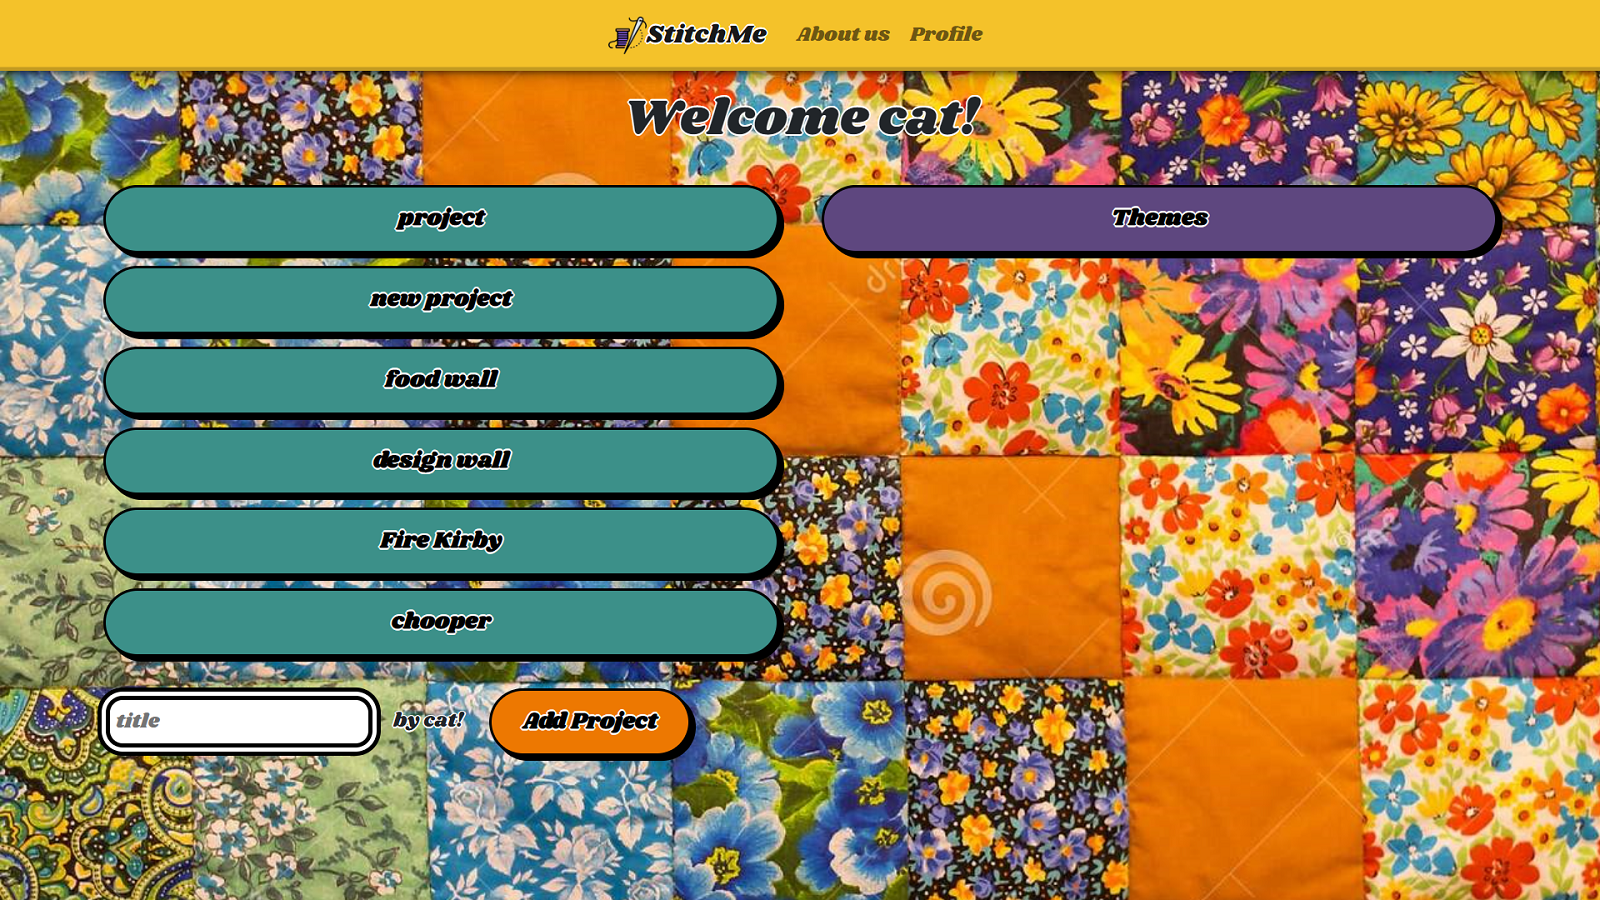 StitchMe About us Profile
Welcome cat!
project
Themes
new project
food wall
design wall
Fire Kirby
chooper
title by cat! Add Project